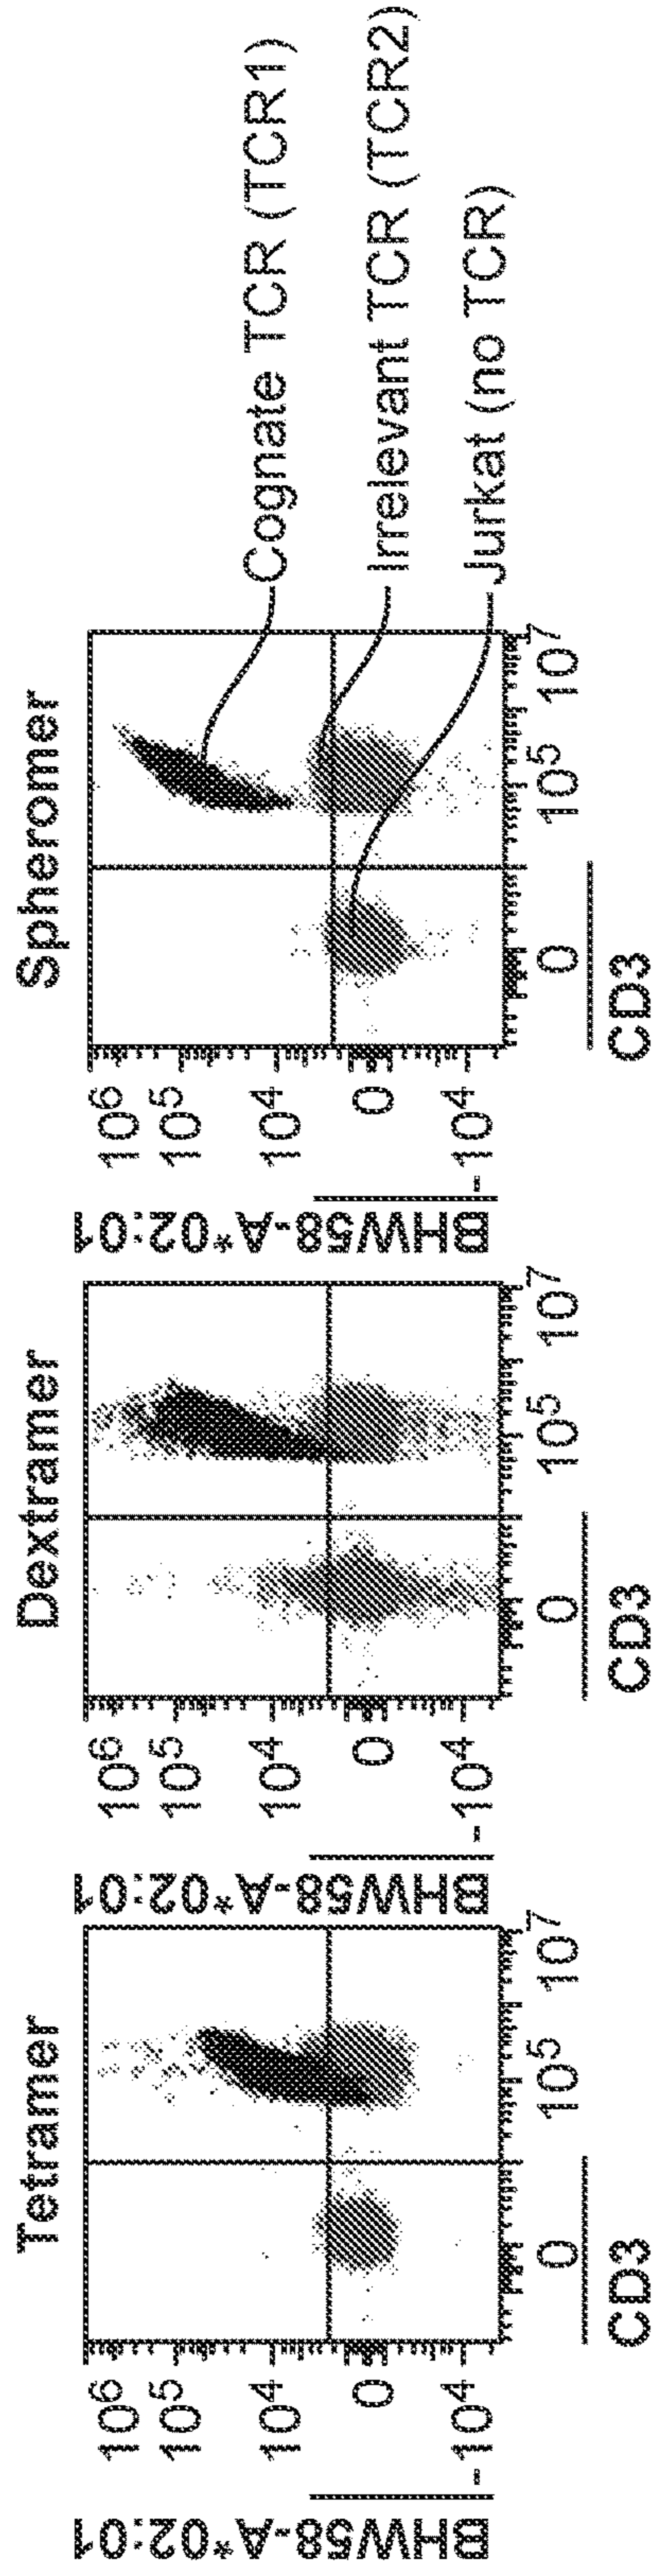 Tetramer
BHW58-A*02:01
10⁶
10⁵
10⁴
0
-10⁴
0
10⁵
10⁷
CD3
Dextramer
BHW58-A*02:01
10⁶
10⁵
10⁴
0
-10⁴
0
10⁵
10⁷
CD3
Spheromer
BHW58-A*02:01
10⁶
10⁵
10⁴
0
-10⁴
0
10⁵
10⁷
CD3
Cognate TCR (TCR1)
Irrelevant TCR (TCR2)
Jurkat (no TCR)